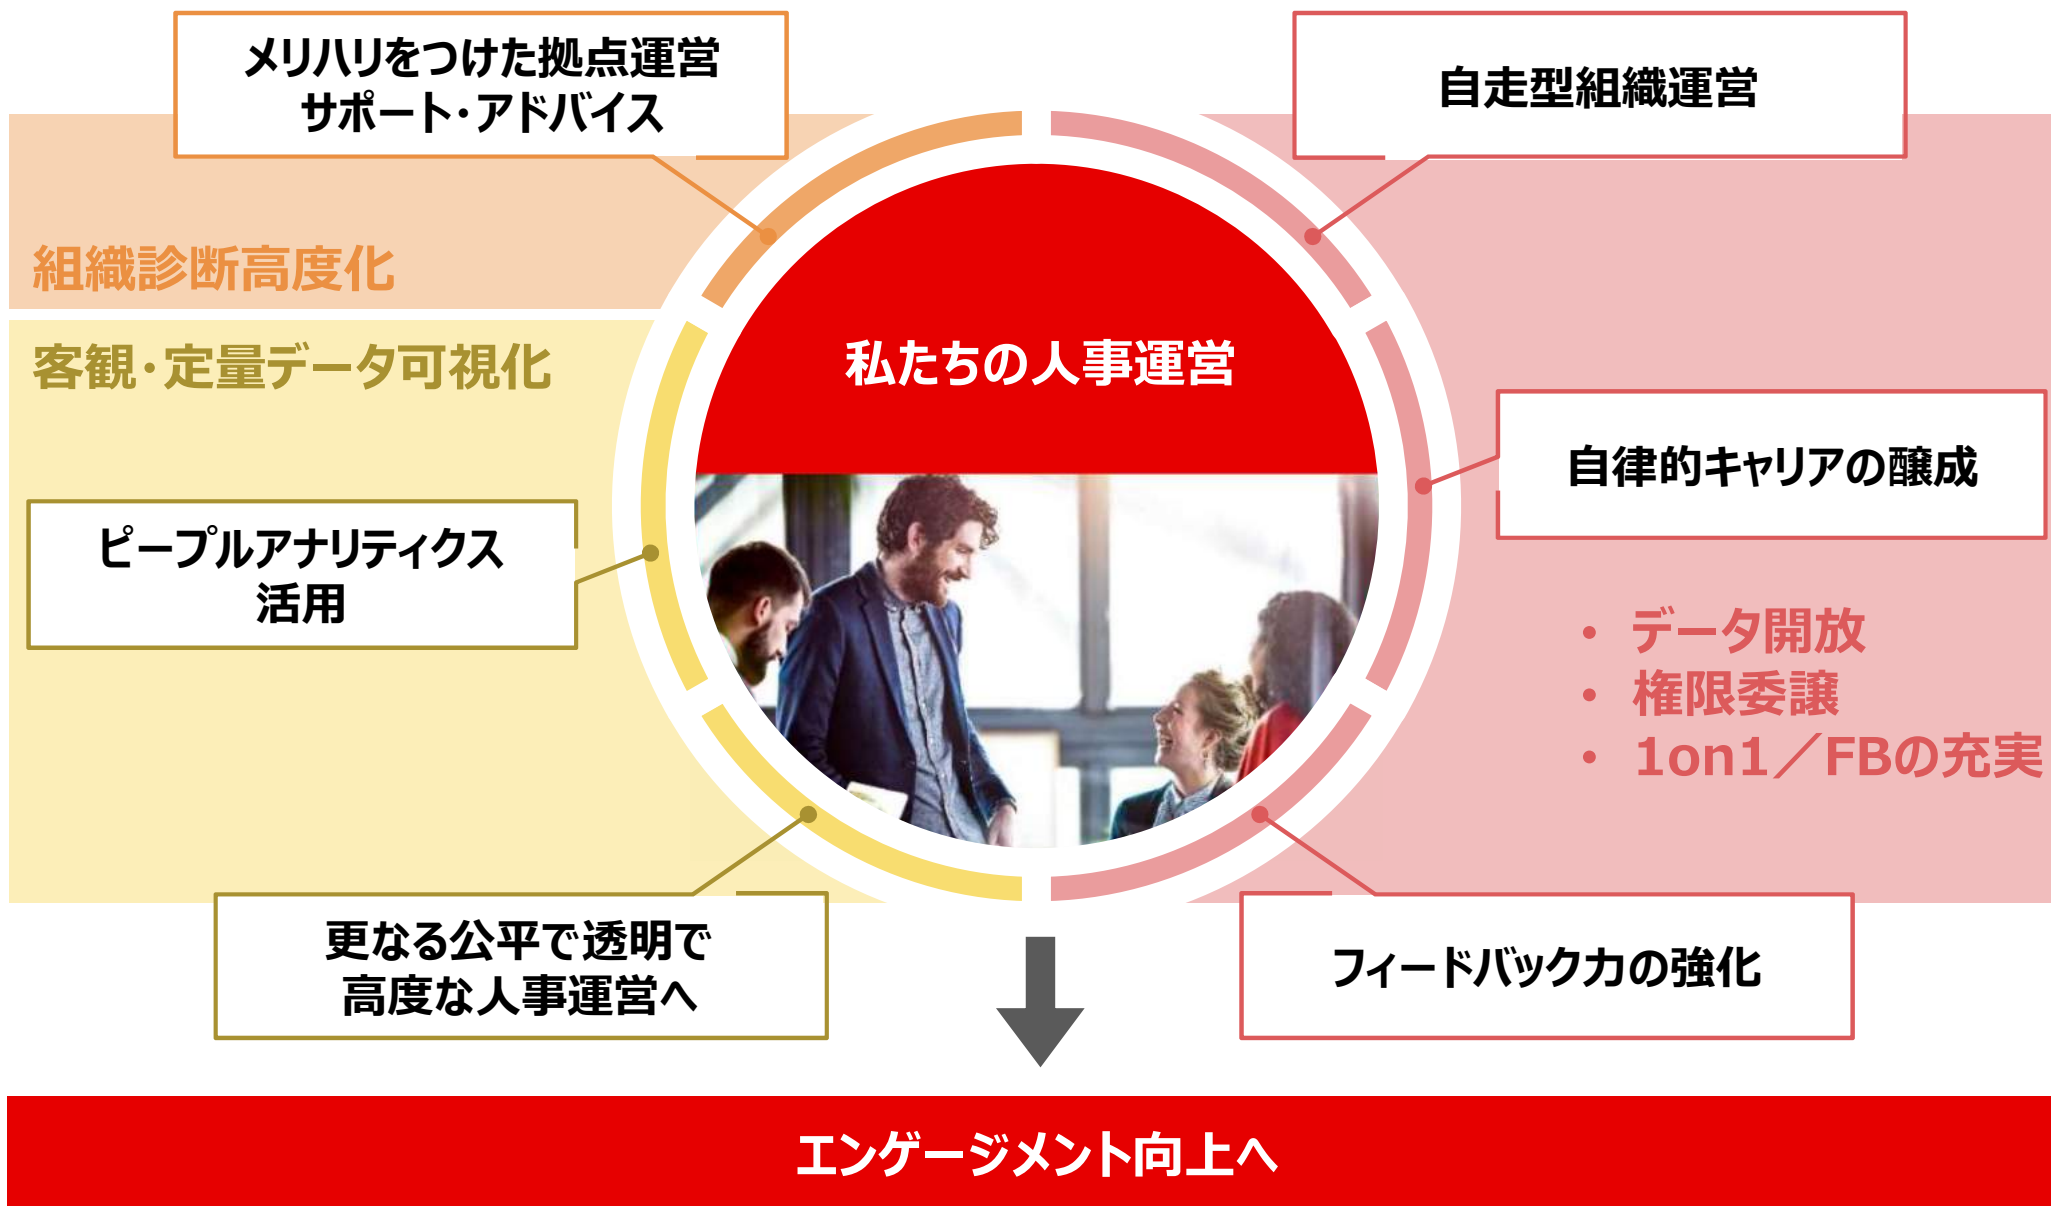 メリハリをつけた拠点運営
サポート・アドバイス
自走型組織運営
組織診断高度化
客観・定量データ可視化
私たちの人事運営
自律的キャリアの醸成
ピープルアナリティクス
活用
• データ開放
• 権限委譲
• 1on1／FBの充実
更なる公平で透明で
高度な人事運営へ
フィードバック力の強化
エンゲージメント向上へ